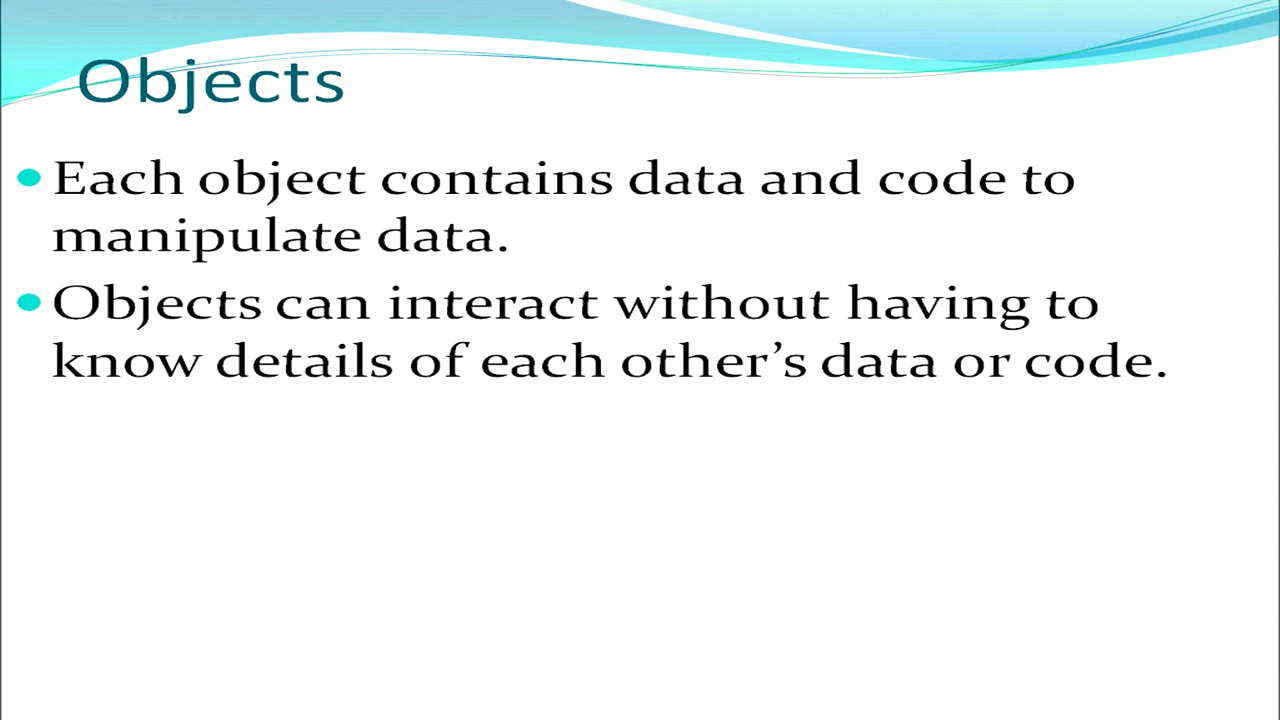 Objects
• Each object contains data and code to
manipulate data.
• Objects can interact without having to
know details of each other’s data or code.